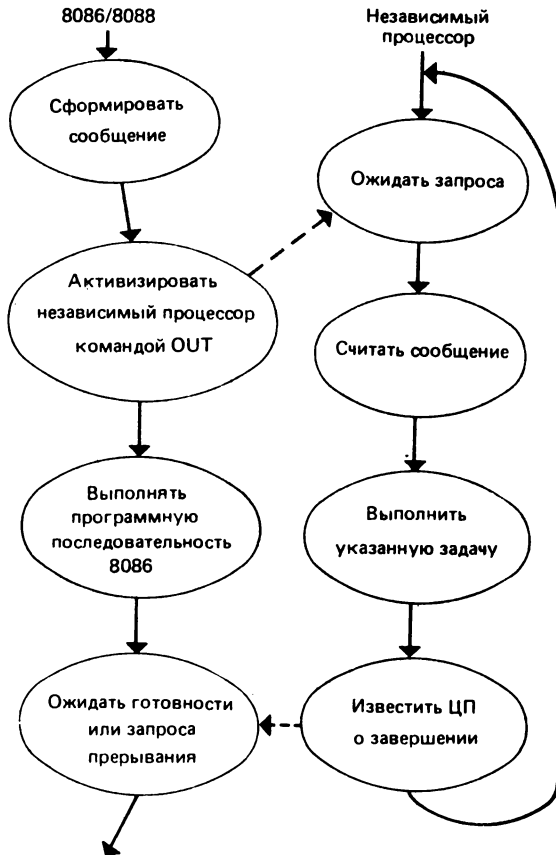 8086/8088
Сформировать
сообщение
Активизировать
независимый процессор
командой OUT
Выполнять
программную
последовательность
8086
Ожидать готовности
или запроса
прерывания
Независимый
процессор
Ожидать запроса
Считать сообщение
Выполнить
указанную задачу
Известить ЦП
о завершении